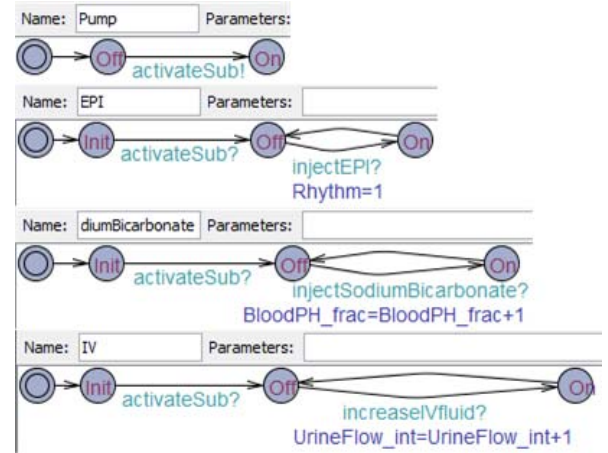 Name: Pump Parameters:
Off On
activateSub!
Name: EPI Parameters:
Init Off On
activateSub?
injectEPI?
Rhythm=1
Name: diumBicarbonate Parameters:
Init Off On
activateSub?
injectSodiumBicarbonate?
BloodPH_frac=BloodPH_frac+1
Name: IV Parameters:
Init Off On
activateSub?
increaseIVfluid?
UrineFlow_int=UrineFlow_int+1